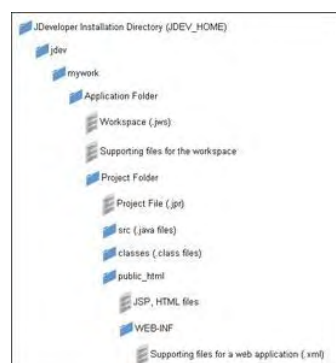 JDeveloper Installation Directory (JDEV_HOME)
jdev
mywork
Application Folder
Workspace (.jws)
Supporting files for the workspace
Project Folder
Project File (.jpr)
src (.java files)
classes (.class files)
public_html
JSP, HTML files
WEB-INF
Supporting files for a web application (.xml)